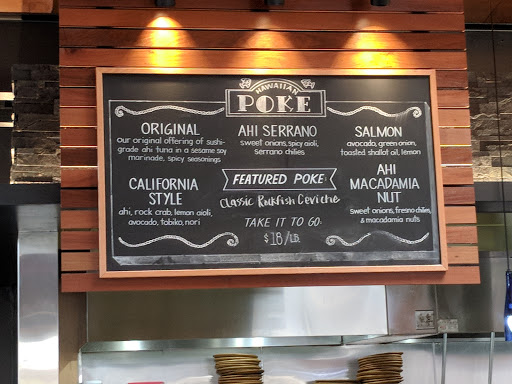 HAWAIIAN
POKE
ORIGINAL
our original offering of sushi-
grade ahi tuna in a sesame soy
marinade, spicy seasonings
AHI SERRANO
sweet onions, spicy aioli,
serrano chilies
SALMON
avocado, green onion,
toasted shallot oil, lemon
CALIFORNIA
STYLE
ahi, rock crab, lemon aioli,
avocado, tobiko, nori
FEATURED POKE:
Classic Rockfish Ceviche
TAKE IT TO GO
$18/LB.
AHI
MACADAMIA
NUT
sweet onions, fresno chilies,
& macadamia nuts